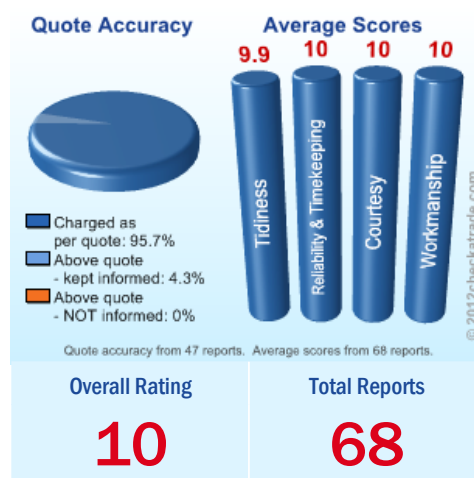 Quote Accuracy
Average Scores
9.9
10
10
10
Tidiness
Reliability & Timekeeping
Courtesy
Workmanship
Charged as
per quote: 95.7%
Above quote
- kept informed: 4.3%
Above quote
- NOT informed: 0%
© 2012checkatrade.com
Quote accuracy from 47 reports. Average scores from 68 reports.
Overall Rating
Total Reports
10
68